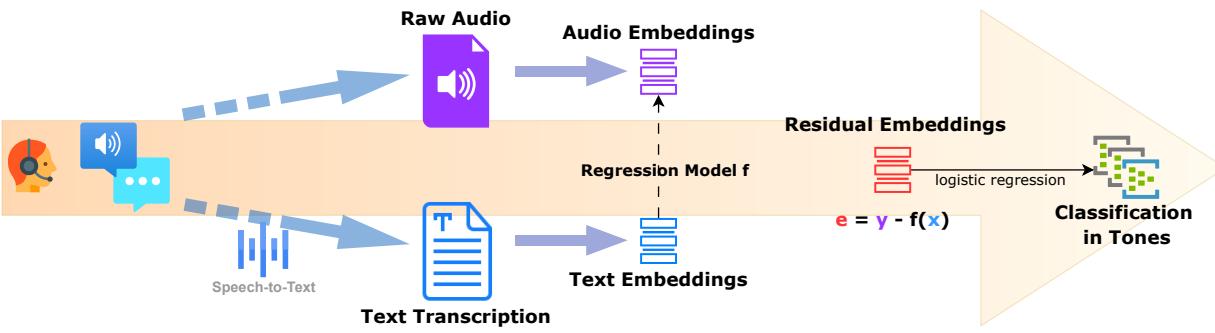 Raw Audio
Audio Embeddings
Residual Embeddings
Regression Model f
logistic regression
e = y - f(x)
Classification
in Tones
Speech-to-Text
Text Embeddings
Text Transcription
T